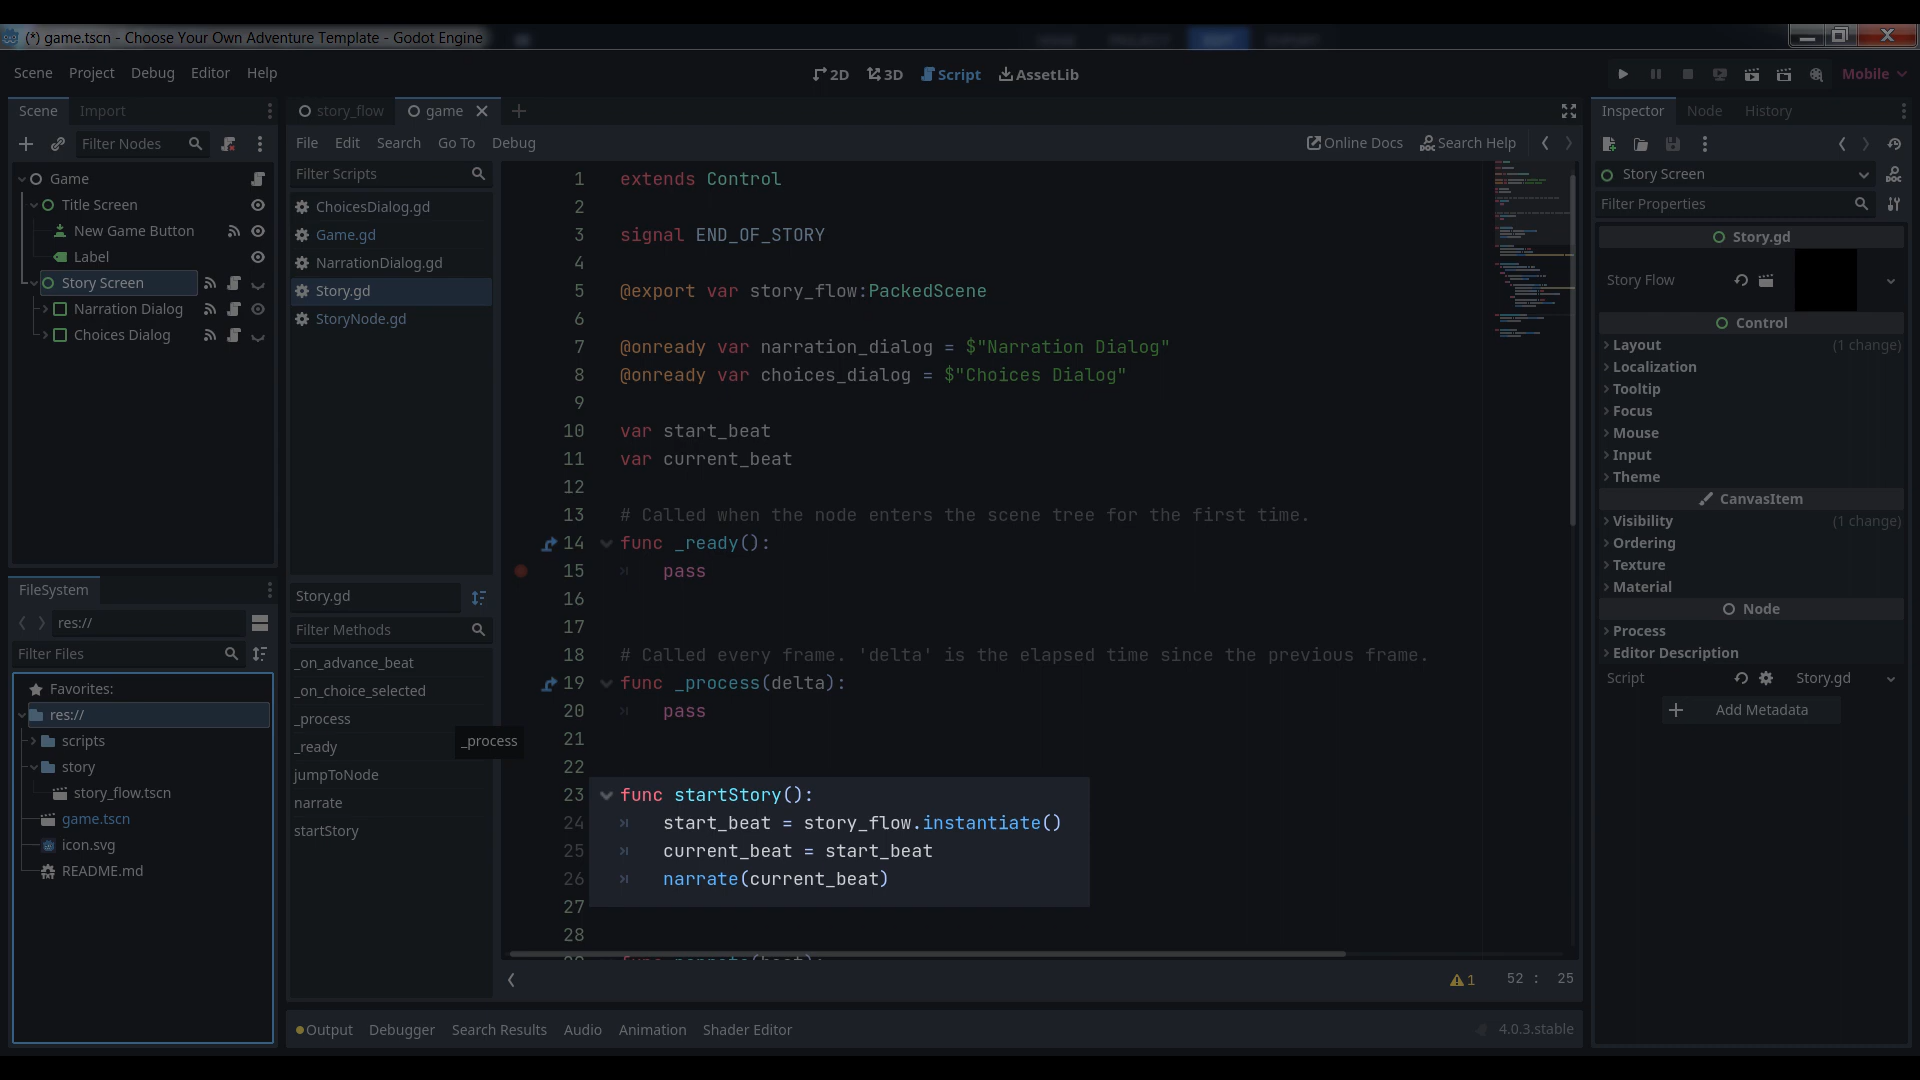 (*) game.tscn - Choose Your Own Adventure Template - Godot Engine
Scene Project Debug Editor Help
2D 3D Script AssetLib
Mobile
Scene Import
Filter Nodes
Game
Title Screen
New Game Button
Label
Story Screen
Narration Dialog
Choices Dialog
FileSystem
res://
Filter Files
Favorites:
res://
scripts
story
story_flow.tscn
game.tscn
icon.svg
README.md
story_flow game
File Edit Search Go To Debug
Online Docs Search Help
Filter Scripts
ChoicesDialog.gd
Game.gd
NarrationDialog.gd
Story.gd
StoryNode.gd
Story.gd
Filter Methods
_on_advance_beat
_on_choice_selected
_process
_ready
jumpToNode
narrate
startStory
_process
1 extends Control
2
3 signal END_OF_STORY
4
5 @export var story_flow:PackedScene
6
7 @onready var narration_dialog = $"Narration Dialog"
8 @onready var choices_dialog = $"Choices Dialog"
9
10 var start_beat
11 var current_beat
12
13 # Called when the node enters the scene tree for the first time.
14 func _ready():
15 pass
16
17
18 # Called every frame. 'delta' is the elapsed time since the previous frame.
19 func _process(delta):
20 pass
21
22
23 func startStory():
24 start_beat = story_flow.instantiate()
25 current_beat = start_beat
26 narrate(current_beat)
27
28
1 52 : 25
Output Debugger Search Results Audio Animation Shader Editor
4.0.3.stable
Inspector Node History
Story Screen
Filter Properties
Story.gd
Story Flow
Control
Layout (1 change)
Localization
Tooltip
Focus
Mouse
Input
Theme
CanvasItem
Visibility (1 change)
Ordering
Texture
Material
Node
Process
Editor Description
Script Story.gd
Add Metadata